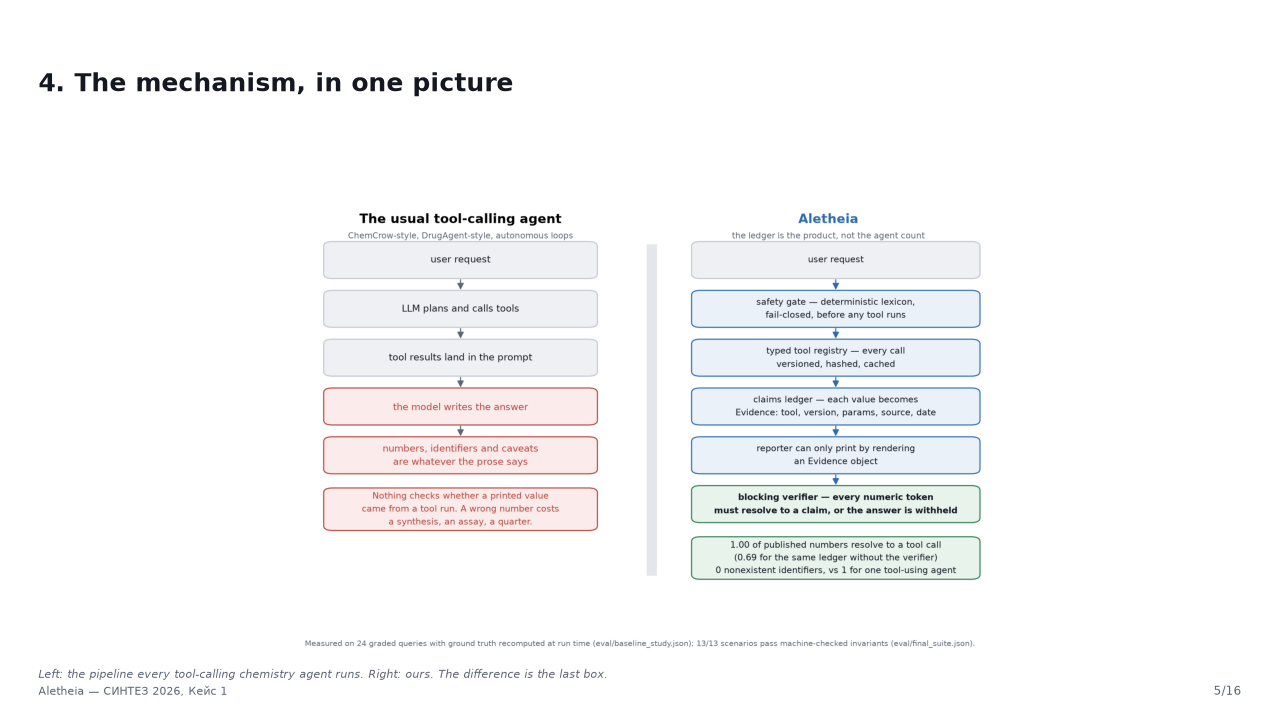 4. The mechanism, in one picture
The usual tool-calling agent
ChemCrow-style, DrugAgent-style, autonomous loops
user request
LLM plans and calls tools
tool results land in the prompt
the model writes the answer
numbers, identifiers and caveats
are whatever the prose says
Nothing checks whether a printed value
came from a tool run. A wrong number costs
a synthesis, an assay, a quarter.
Aletheia
the ledger is the product, not the agent count
user request
safety gate — deterministic lexicon,
fail-closed, before any tool runs
typed tool registry — every call
versioned, hashed, cached
claims ledger — each value becomes
Evidence: tool, version, params, source, date
reporter can only print by rendering
an Evidence object
blocking verifier — every numeric token
must resolve to a claim, or the answer is withheld
1.00 of published numbers resolve to a tool call
(0.69 for the same ledger without the verifier)
0 nonexistent identifiers, vs 1 for one tool-using agent
Measured on 24 graded queries with ground truth recomputed at run time (eval/baseline_study.json); 13/13 scenarios pass machine-checked invariants (eval/final_suite.json).
Left: the pipeline every tool-calling chemistry agent runs. Right: ours. The difference is the last box.
Aletheia — СИНТЕЗ 2026, Кейс 1
5/16